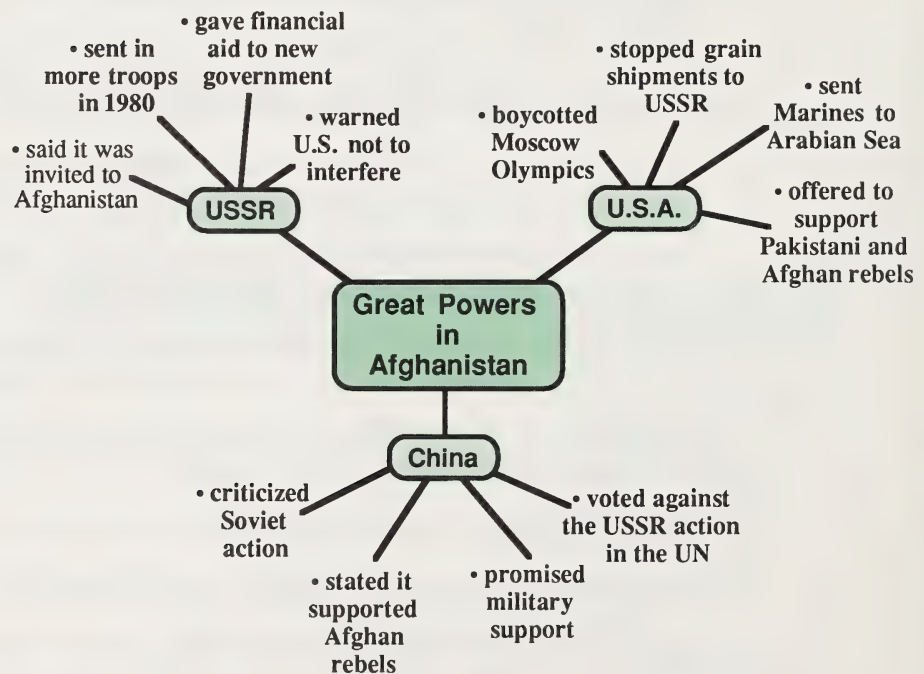 • gave financial
aid to new
government
• sent in
more troops
in 1980
• warned
U.S. not to
interfere
• said it was
invited to
Afghanistan
USSR
• stopped grain
shipments to
USSR
• boycotted
Moscow
Olympics
• sent
Marines to
Arabian Sea
• offered to
support
Pakistani and
Afghan rebels
U.S.A.
Great Powers
in
Afghanistan
China
• criticized
Soviet
action
• stated it
supported
Afghan
rebels
• promised
military
support
• voted against
the USSR action
in the UN